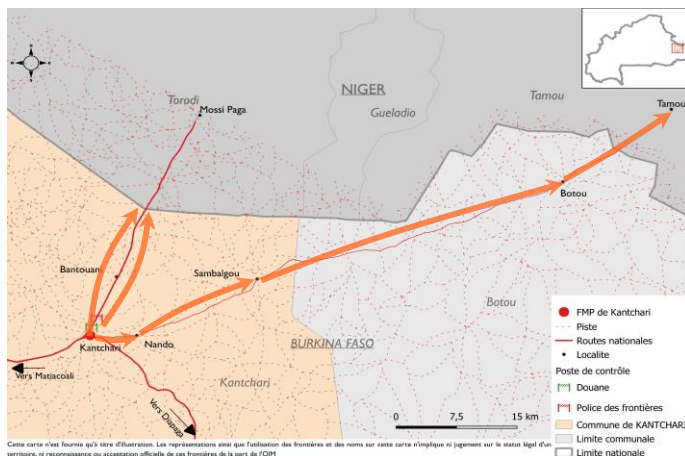 NIGER
Torodi
Mossi Paga
Gueladio
Tamou
Tamou
Botou
Bantouani
Sambalgou
Botou
Kantchari
Nando
BURKINA FASO
Vers Matiacoali
Kantchari
Vers Diapaga
0 7,5 15 km
FMP de Kantchari
Piste
Routes nationales
Localite
Poste de contrôle
Douane
Police des frontières
Commune de KANTCHARI
Limite communale
Limite nationale
Cette carte n'est fournie qu'à titre d'illustration. Les représentations ainsi que l'utilisation des frontières et des noms sur cette carte n'implique ni jugement sur le statut légal d'un
territoire, ni reconnaissance ou acceptation officielle de ces frontières de la part de l'OIM